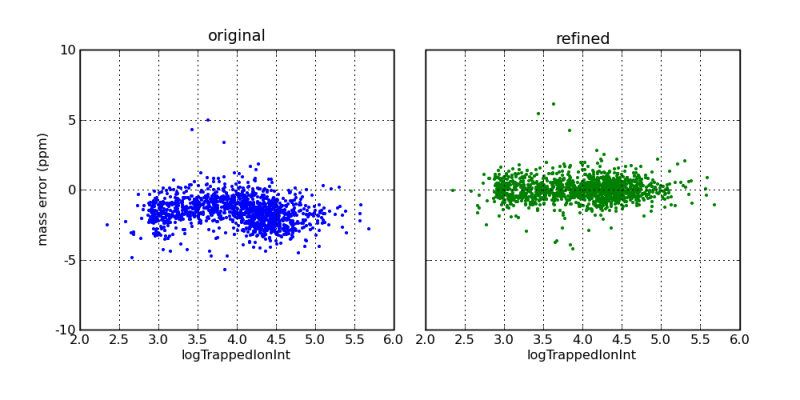 original
refined
10
5
0
-5
-10
mass error (ppm)
2.0 2.5 3.0 3.5 4.0 4.5 5.0 5.5 6.0
2.0 2.5 3.0 3.5 4.0 4.5 5.0 5.5 6.0
logTrappedIonInt
logTrappedIonInt